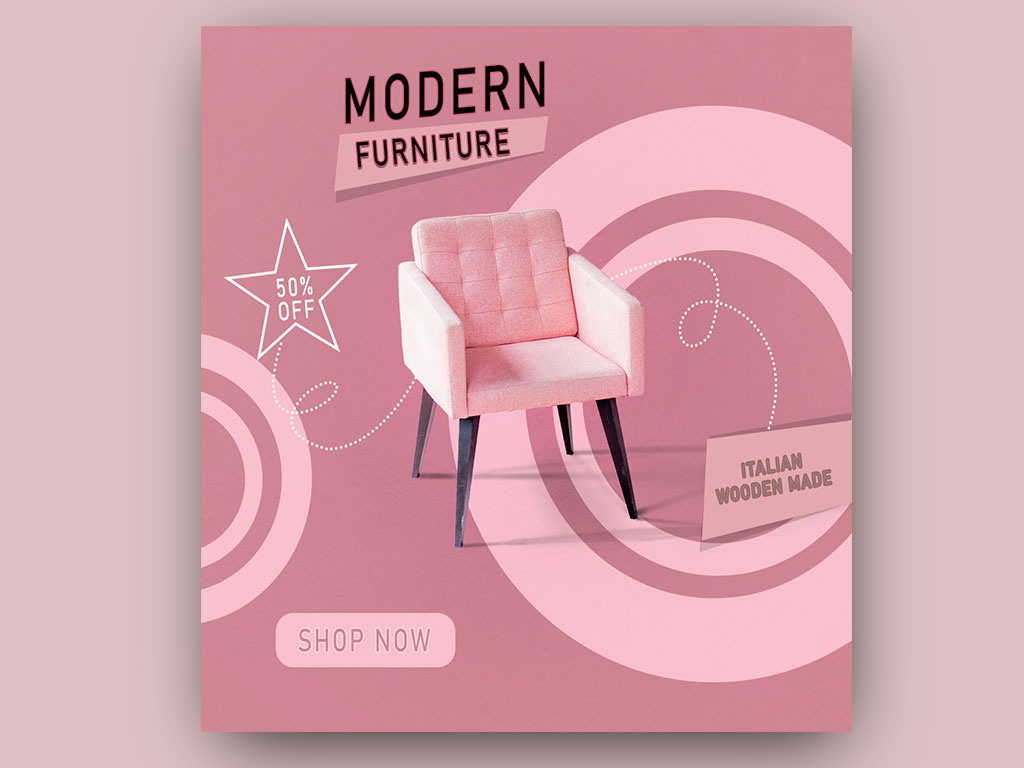 MODERN
FURNITURE
50%
OFF
ITALIAN
WOODEN MADE
SHOP NOW